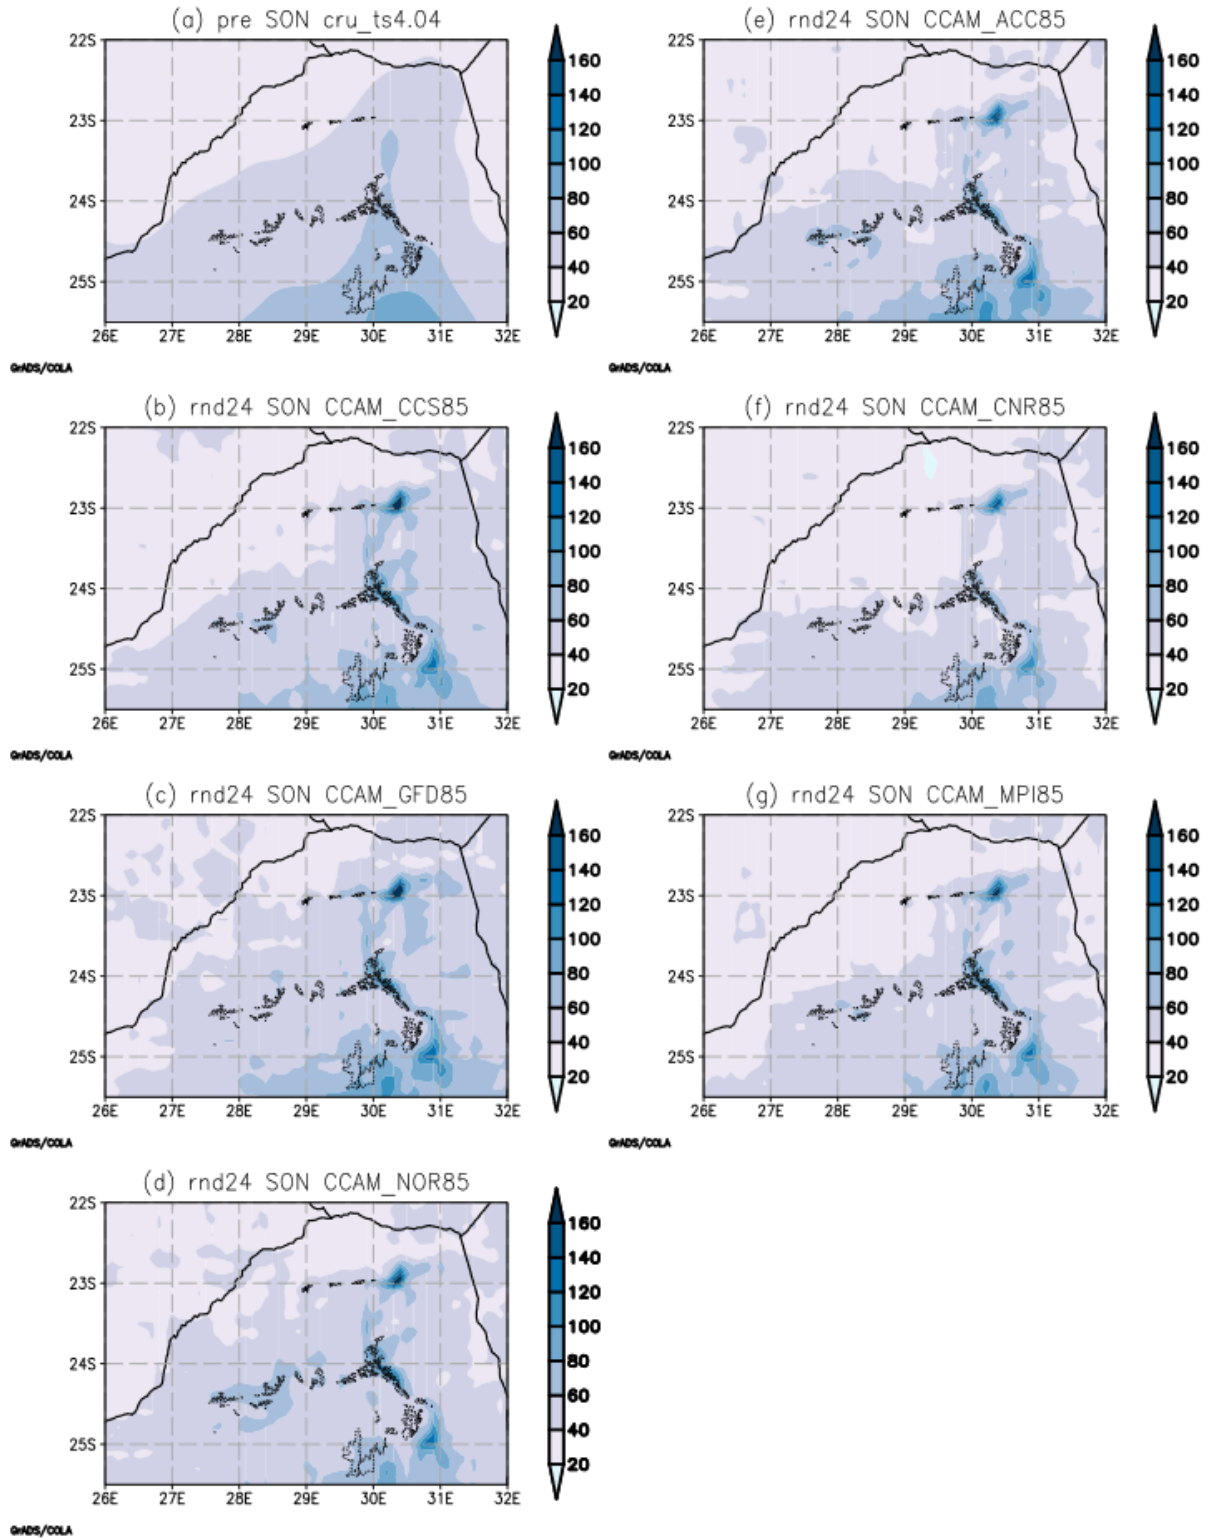 (a) pre SON cru_ts4.04
22S
23S
24S
25S
26E 27E 28E 29E 30E 31E 32E
160
140
120
100
80
60
40
20
GrADS/COLA
(e) rnd24 SON CCAM_ACC85
22S
23S
24S
25S
26E 27E 28E 29E 30E 31E 32E
160
140
120
100
80
60
40
20
GrADS/COLA
(b) rnd24 SON CCAM_CCS85
22S
23S
24S
25S
26E 27E 28E 29E 30E 31E 32E
160
140
120
100
80
60
40
20
GrADS/COLA
(f) rnd24 SON CCAM_CNR85
22S
23S
24S
25S
26E 27E 28E 29E 30E 31E 32E
160
140
120
100
80
60
40
20
GrADS/COLA
(c) rnd24 SON CCAM_GFD85
22S
23S
24S
25S
26E 27E 28E 29E 30E 31E 32E
160
140
120
100
80
60
40
20
GrADS/COLA
(g) rnd24 SON CCAM_MPI85
22S
23S
24S
25S
26E 27E 28E 29E 30E 31E 32E
160
140
120
100
80
60
40
20
GrADS/COLA
(d) rnd24 SON CCAM_NOR85
22S
23S
24S
25S
26E 27E 28E 29E 30E 31E 32E
160
140
120
100
80
60
40
20
GrADS/COLA